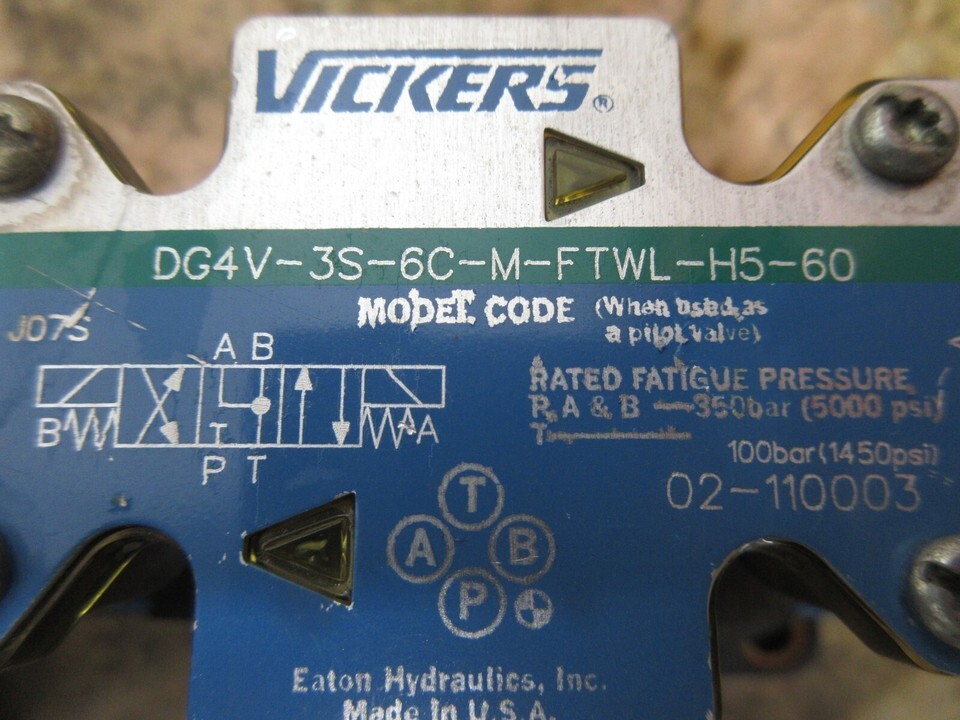 VICKERS®
DG4V-3S-6C-M-FTWL-H5-60
MODEL CODE (When used as
a pilot valve)
J07S
A B
B T A
P T
RATED FATIGUE PRESSURE
P, A & B 350bar (5000 psi)
T
100bar(1450psi)
02-110003
T
A B
P
Eaton Hydraulics, Inc.
Made In U.S.A.